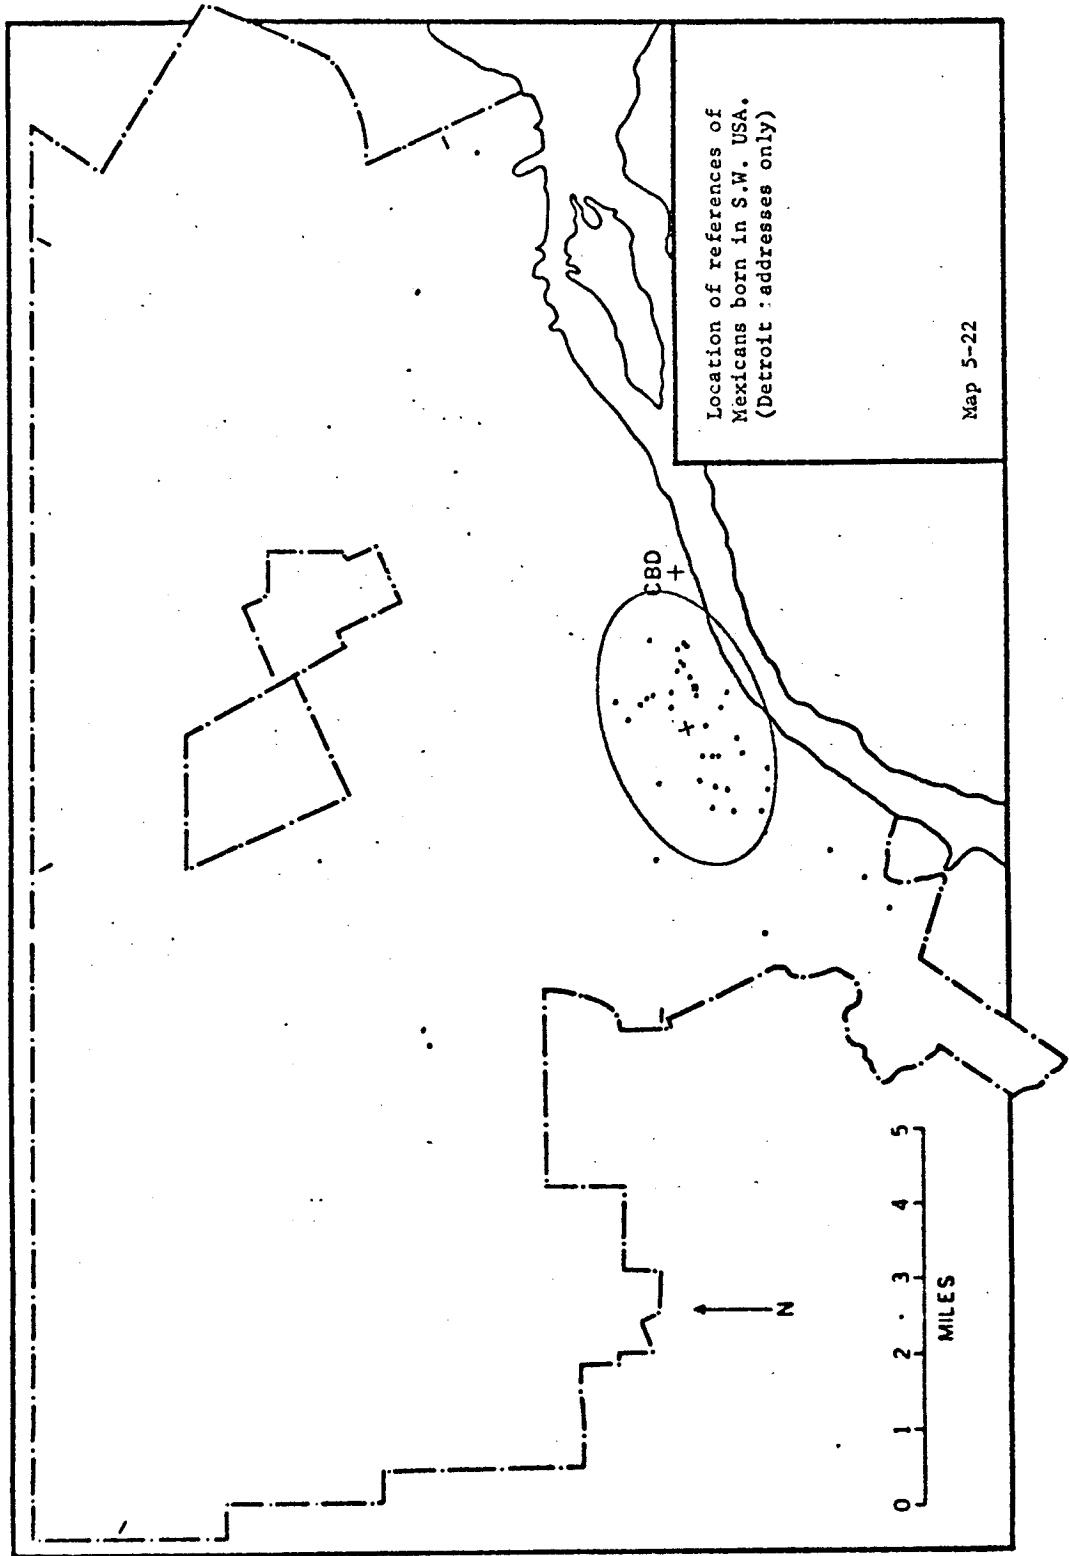 CBD
Location of references of
Mexicans born in S.W. USA.
(Detroit : addresses only)
Map 5-22
N
0 1 2 3 4 5
MILES